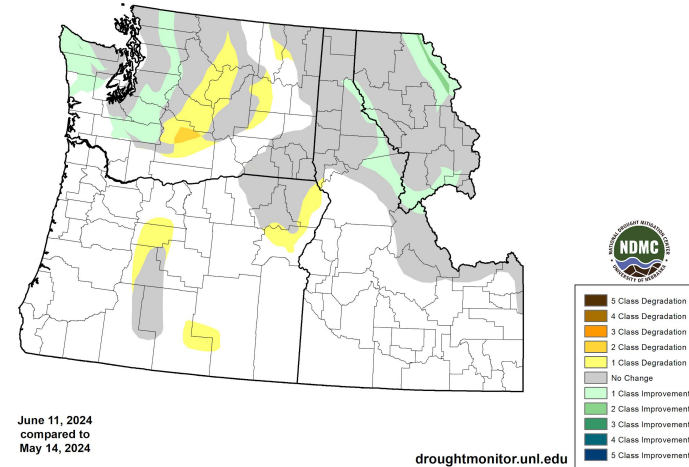 NATIONAL DROUGHT MITIGATION CENTER
NDMC
UNIVERSITY OF NEBRASKA
5 Class Degradation
4 Class Degradation
3 Class Degradation
2 Class Degradation
1 Class Degradation
No Change
1 Class Improvement
2 Class Improvement
3 Class Improvement
4 Class Improvement
5 Class Improvement
June 11, 2024
compared to
May 14, 2024
droughtmonitor.unl.edu